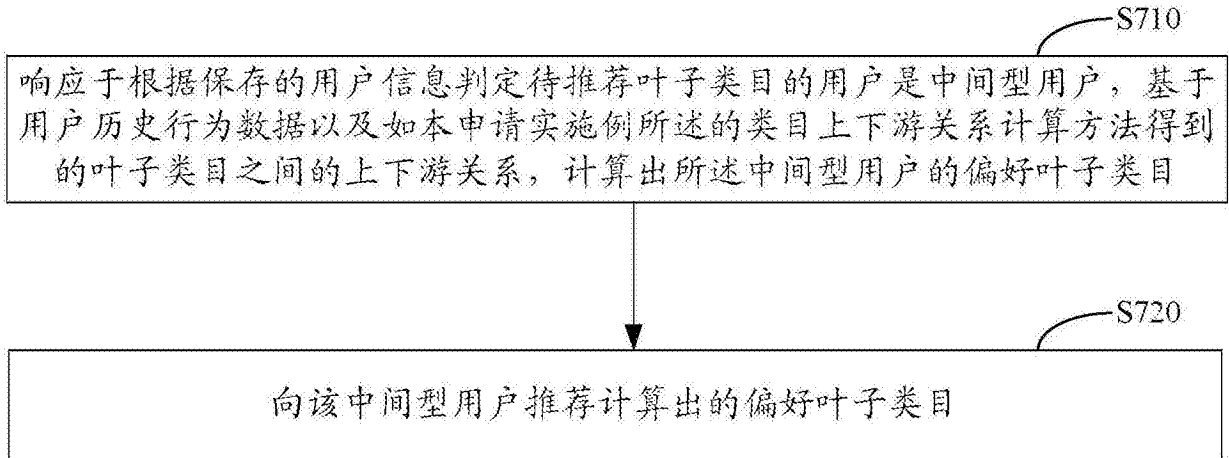 S710
响应于根据保存的用户信息判定待推荐叶子类目的用户是中间型用户，基于
用户历史行为数据以及如本申请实施例所述的类目上下游关系计算方法得到
的叶子类目之间的上下游关系，计算出所述中间型用户的偏好叶子类目
S720
向该中间型用户推荐计算出的偏好叶子类目